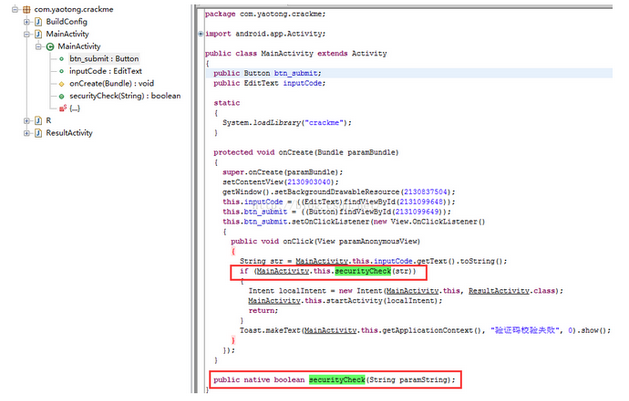 com.yaotong.crackme
BuildConfig
MainActivity
MainActivity
btn_submit : Button
inputCode : EditText
onCreate(Bundle) : void
securityCheck(String) : boolean
{...}
R
ResultActivity
package com.yaotong.crackme;
import android.app.Activity;
public class MainActivity extends Activity
{
public Button btn_submit;
public EditText inputCode;
static
{
System.loadLibrary("crackme");
}
protected void onCreate(Bundle paramBundle)
{
super.onCreate(paramBundle);
setContentView(2130903040);
getWindow().setBackgroundDrawableResource(2130837504);
this.inputCode = ((EditText)findViewById(2131099648));
this.btn_submit = ((Button)findViewById(2131099649));
this.btn_submit.setOnClickListener(new View.OnClickListener()
{
public void onClick(View paramAnonymousView)
{
String str = MainActivity.this.inputCode.getText().toString();
if (MainActivity.this.securityCheck(str))
{
Intent localIntent = new Intent(MainActivity.this, ResultActivity.class);
MainActivity.this.startActivity(localIntent);
return;
}
Toast.makeText(MainActivity.this.getApplicationContext(), "验证码校验失败", 0).show();
}
});
}
public native boolean securityCheck(String paramString);
}